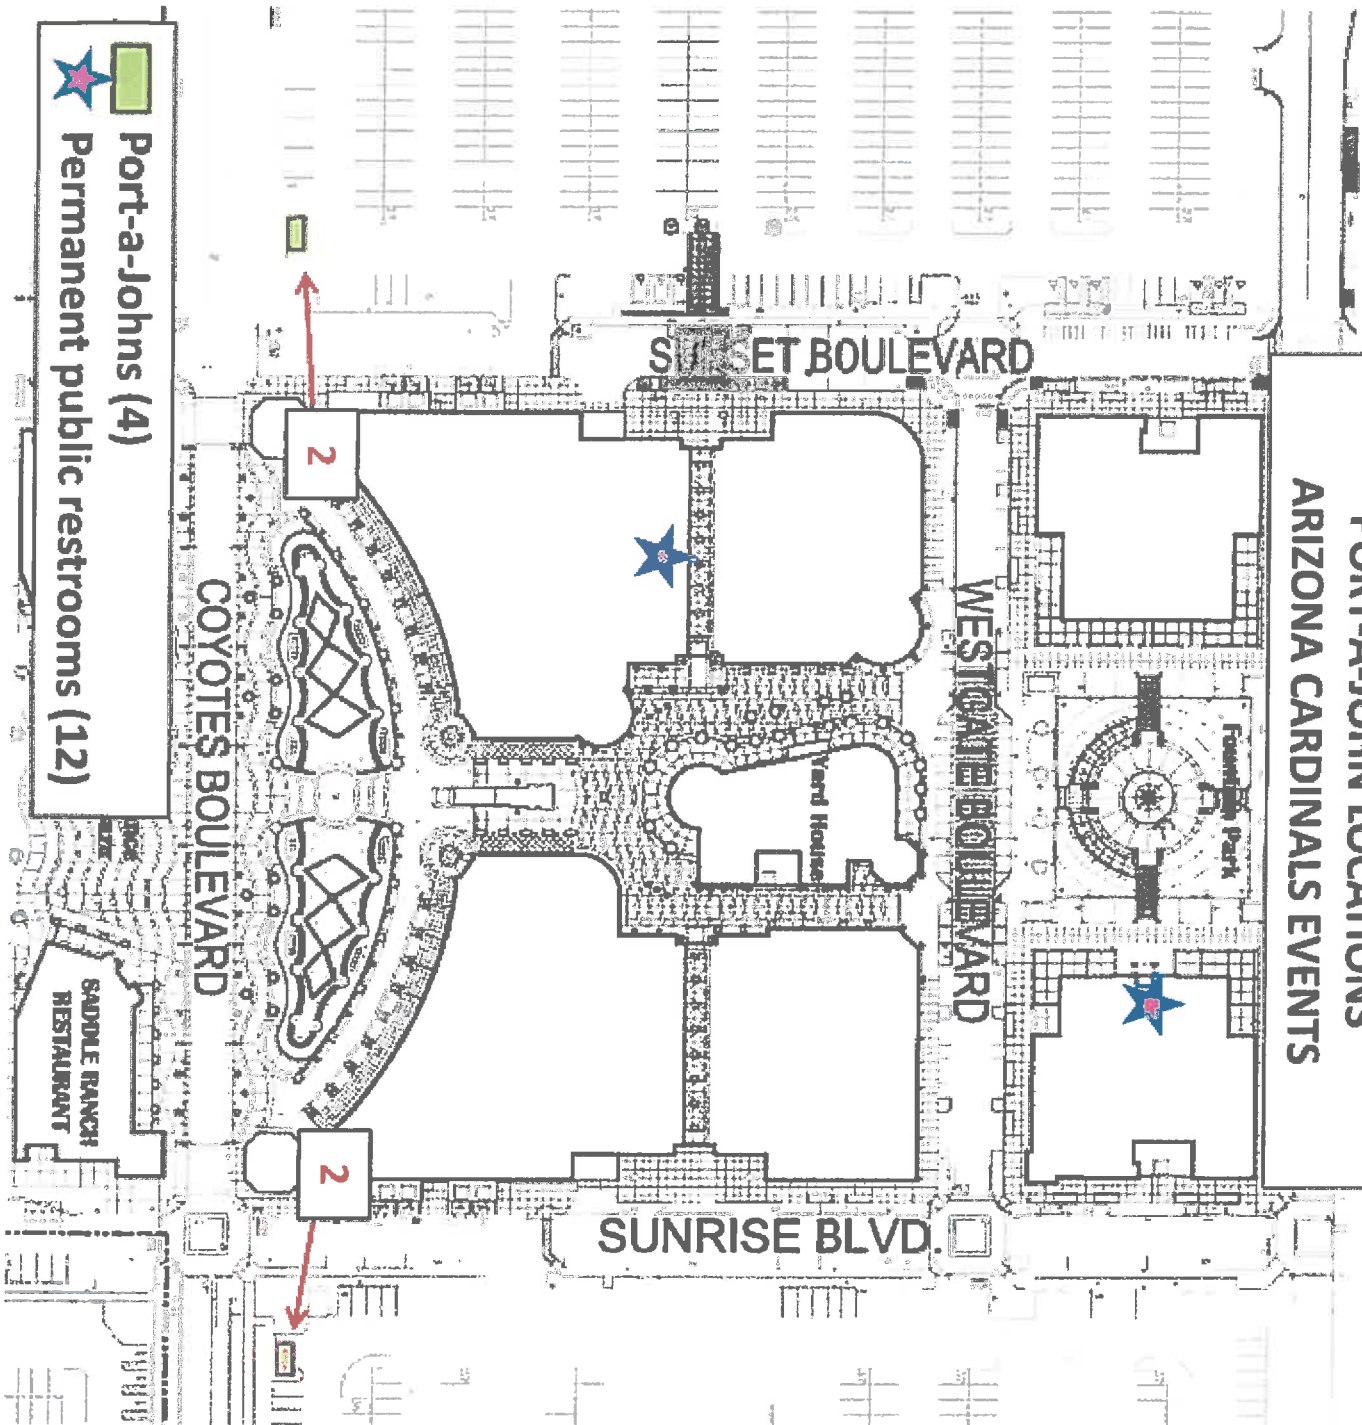 PORT-A-JOHN LOCATIONS
ARIZONA CARDINALS EVENTS
Fountain Park
WESTGATE BOULEVARD
Yard House
SUNSET BOULEVARD
SUNRISE BLVD
2
2
COYOTES BOULEVARD
SADDLE RANCH
RESTAURANT
Port-a-Johns (4)
Permanent public restrooms (12)